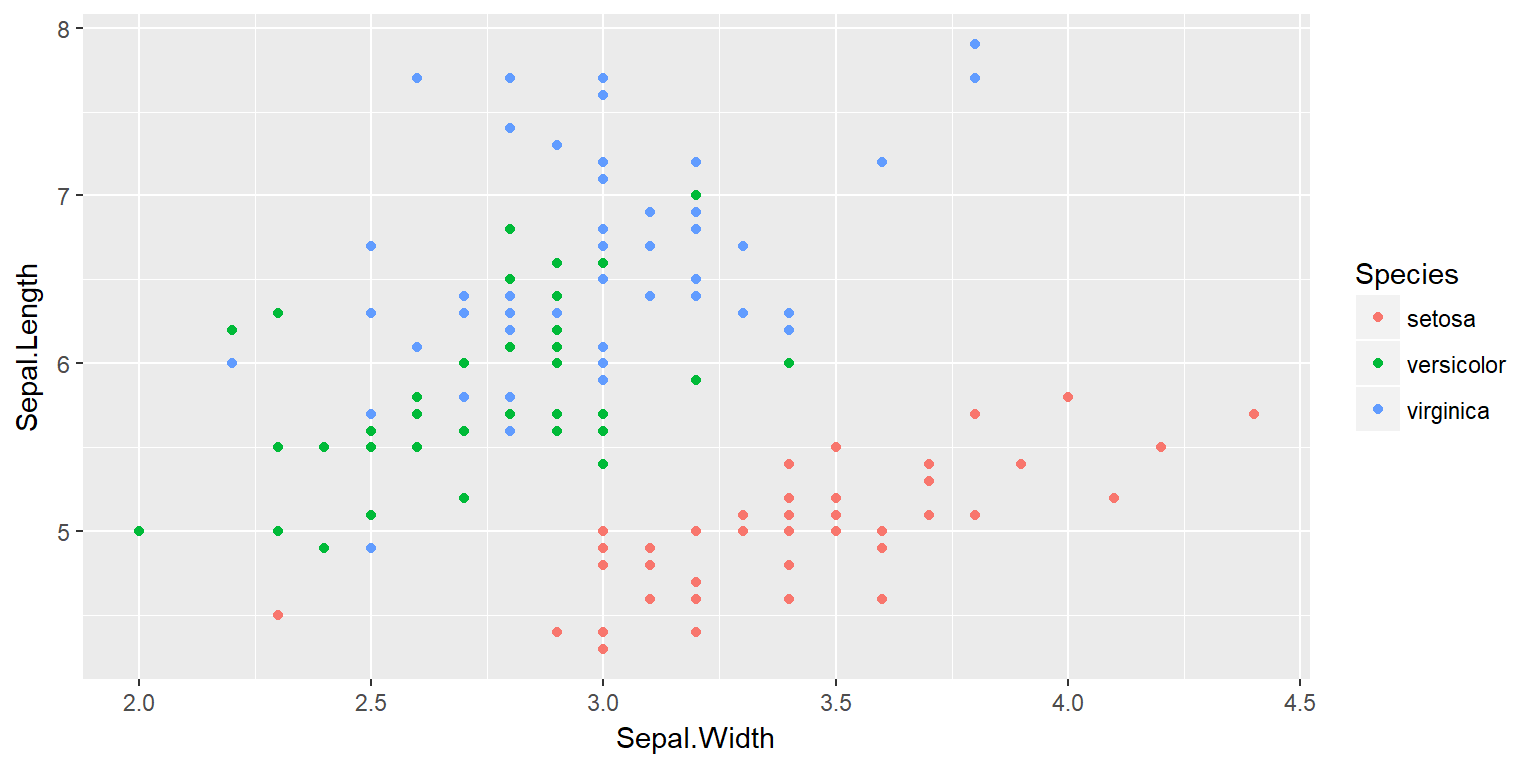 8
7
6
5
Sepal.Length
2.0 2.5 3.0 3.5 4.0 4.5
Sepal.Width
Species
setosa
versicolor
virginica